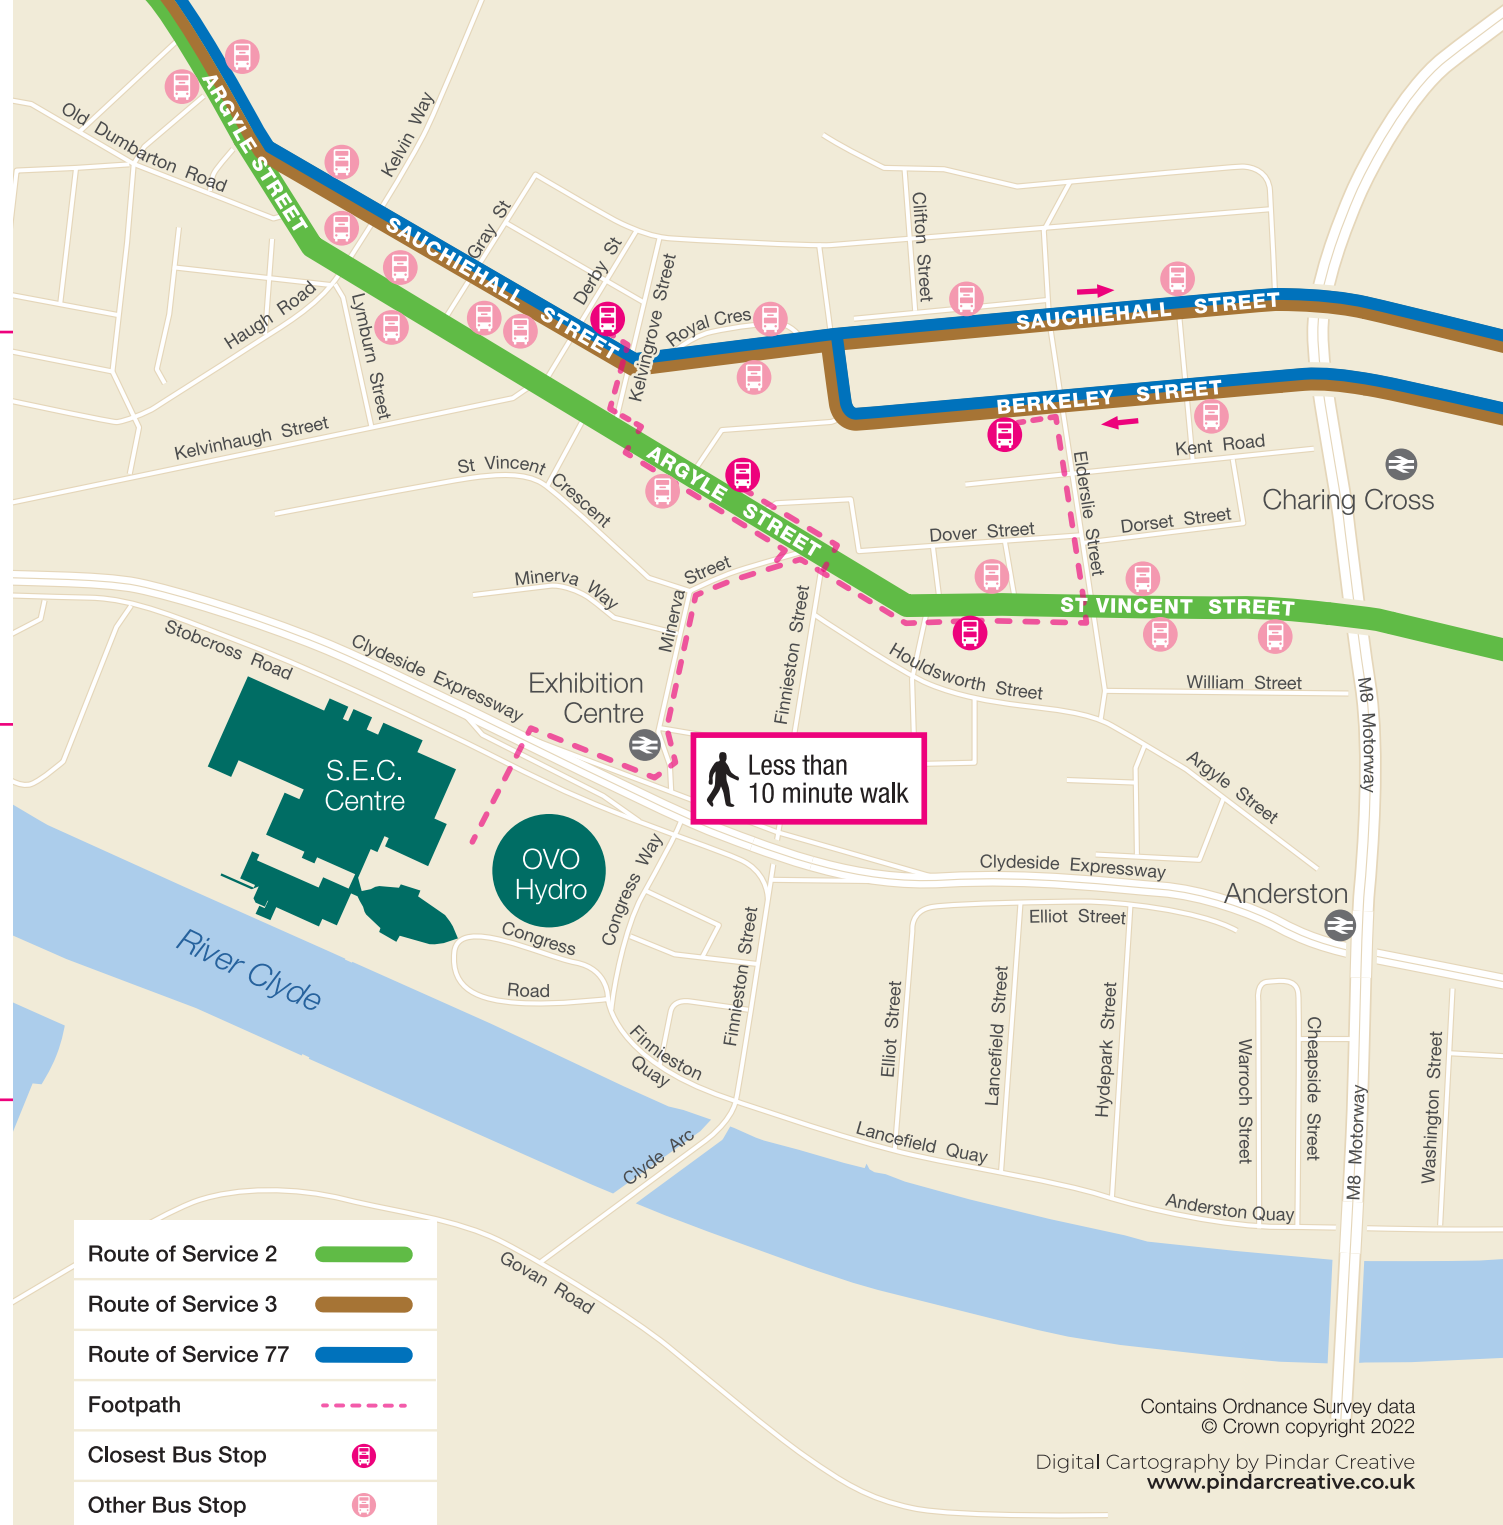 ARGYLE STREET
Old Dumbarton Road
Kelvin Way
SAUCHIEHALL STREET
Gray St
Derby St
Kelvingrove Street
Royal Cres
Clifton Street
SAUCHIEHALL STREET
BERKELEY STREET
Haugh Road
Lymburn Street
Kelvinhaugh Street
St Vincent Crescent
ARGYLE STREET
Kent Road
Elderslie Street
Charing Cross
Dover Street
Dorset Street
Minerva Way
Minerva Street
ST VINCENT STREET
Stobcross Road
Clydeside Expressway
Exhibition
Centre
Finnieston Street
Houldsworth Street
William Street
M8 Motorway
Less than
10 minute walk
Argyle Street
S.E.C.
Centre
OVO
Hydro
Congress Way
Clydeside Expressway
Anderston
Elliot Street
Congress
Road
River Clyde
Finnieston Street
Finnieston
Quay
Elliot Street
Lancefield Street
Hydepark Street
Warroch Street
Cheapside Street
Washington Street
M8 Motorway
Clyde Arc
Lancefield Quay
Anderston Quay
Govan Road
Route of Service 2
Route of Service 3
Route of Service 77
Footpath
Closest Bus Stop
Other Bus Stop
Contains Ordnance Survey data
© Crown copyright 2022
Digital Cartography by Pindar Creative
www.pindarcreative.co.uk